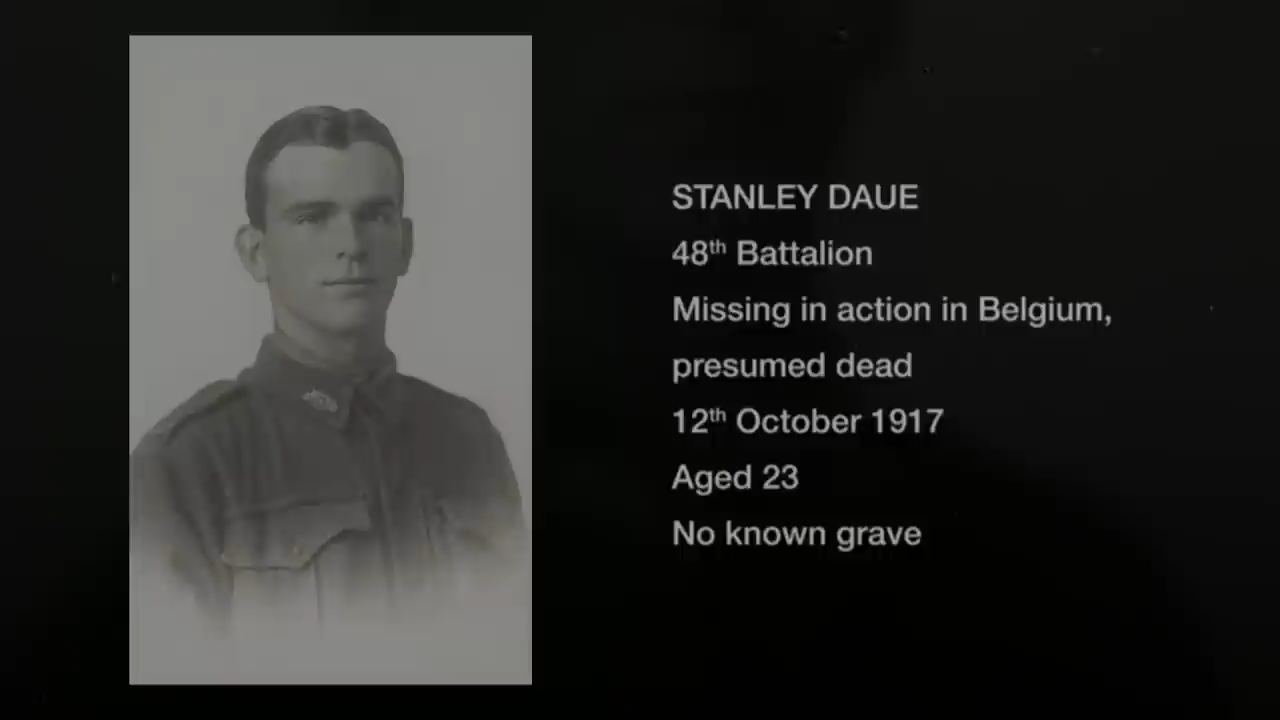 STANLEY DAUE
48th Battalion
Missing in action in Belgium,
presumed dead
12th October 1917
Aged 23
No known grave